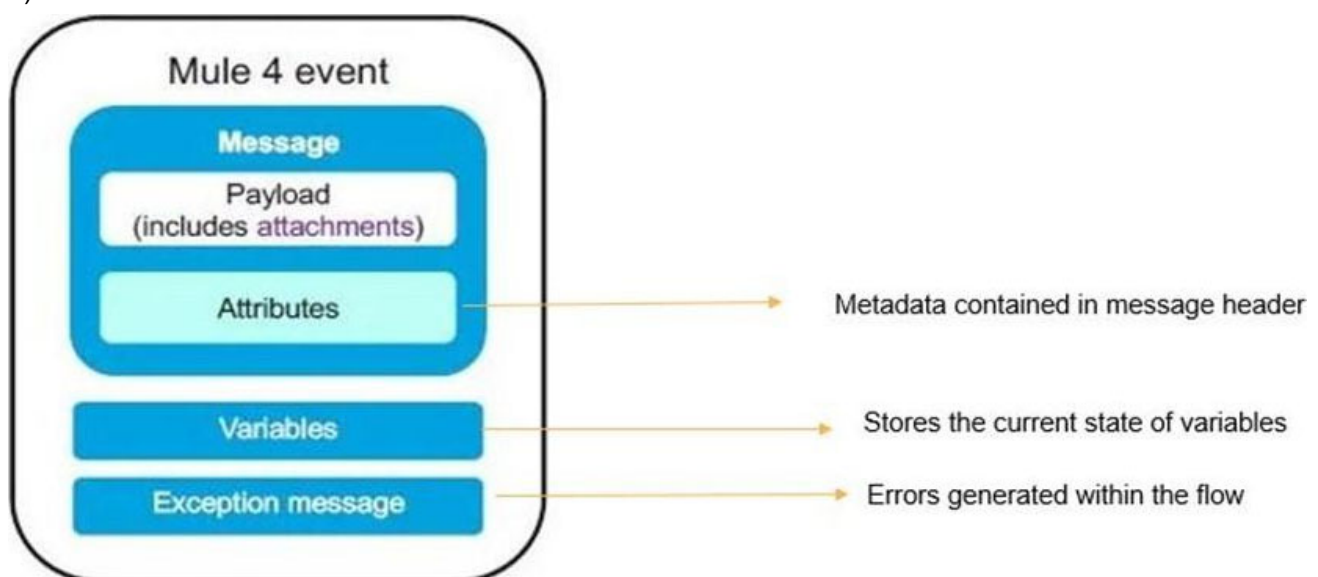 Mule 4 event
Message
Payload
(includes attachments)
Attributes
Metadata contained in message header
Variables
Stores the current state of variables
Exception message
Errors generated within the flow